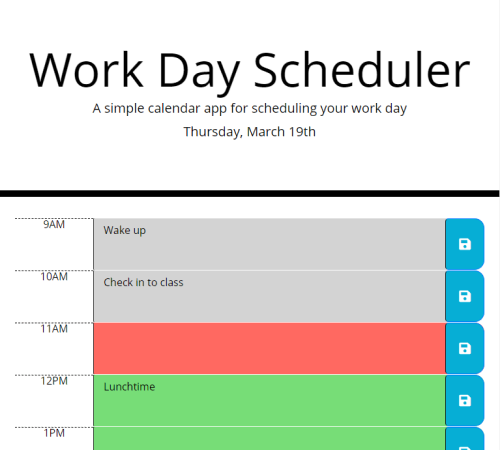 Work Day Scheduler
A simple calendar app for scheduling your work day
Thursday, March 19th
9AM
Wake up
10AM
Check in to class
11AM
12PM
Lunchtime
1PM